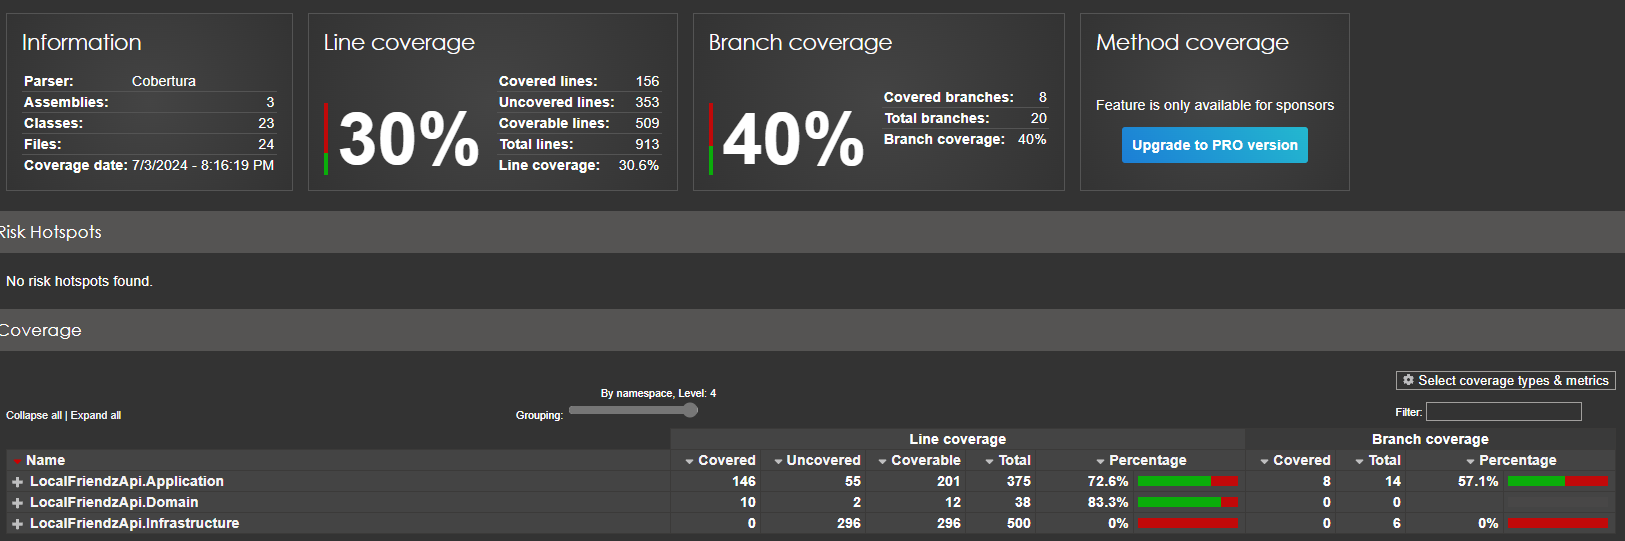 Information
Parser: Cobertura
Assemblies: 3
Classes: 23
Files: 24
Coverage date: 7/3/2024 - 8:16:19 PM
Line coverage
30%
Covered lines: 156
Uncovered lines: 353
Coverable lines: 509
Total lines: 913
Line coverage: 30.6%
Branch coverage
40%
Covered branches: 8
Total branches: 20
Branch coverage: 40%
Method coverage
Feature is only available for sponsors
Upgrade to PRO version
Risk Hotspots
No risk hotspots found.
Coverage
Select coverage types & metrics
By namespace, Level: 4
Collapse all | Expand all
Grouping:
Filter:
Line coverage Branch coverage
Name Covered Uncovered Coverable Total Percentage Covered Total Percentage
LocalFriendzApi.Application 146 55 201 375 72.6% 8 14 57.1%
LocalFriendzApi.Domain 10 2 12 38 83.3% 0 0
LocalFriendzApi.Infrastructure 0 296 296 500 0% 0 6 0%